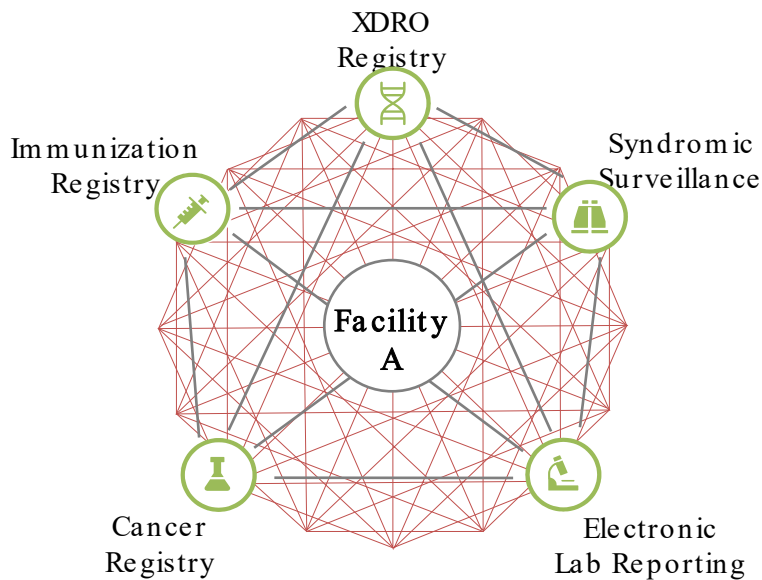 XDRO
Registry
Immunization
Registry
Syndromic
Surveillance
Facility
A
Cancer
Registry
Electronic
Lab Reporting